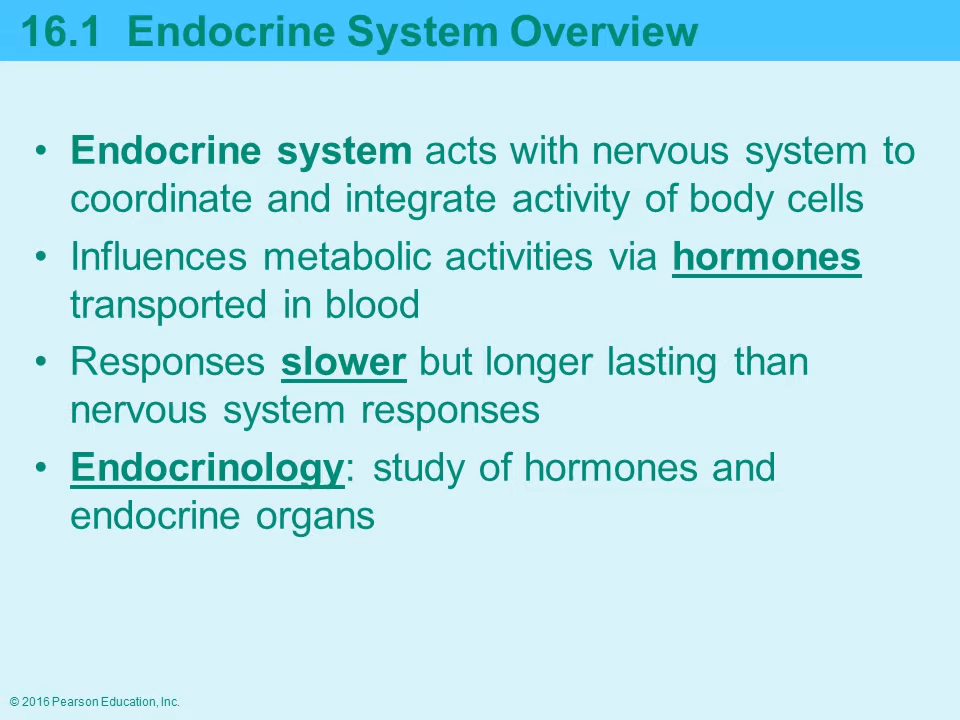 16.1 Endocrine System Overview
• Endocrine system acts with nervous system to
coordinate and integrate activity of body cells
• Influences metabolic activities via hormones
transported in blood
• Responses slower but longer lasting than
nervous system responses
• Endocrinology: study of hormones and
endocrine organs
© 2016 Pearson Education, Inc.